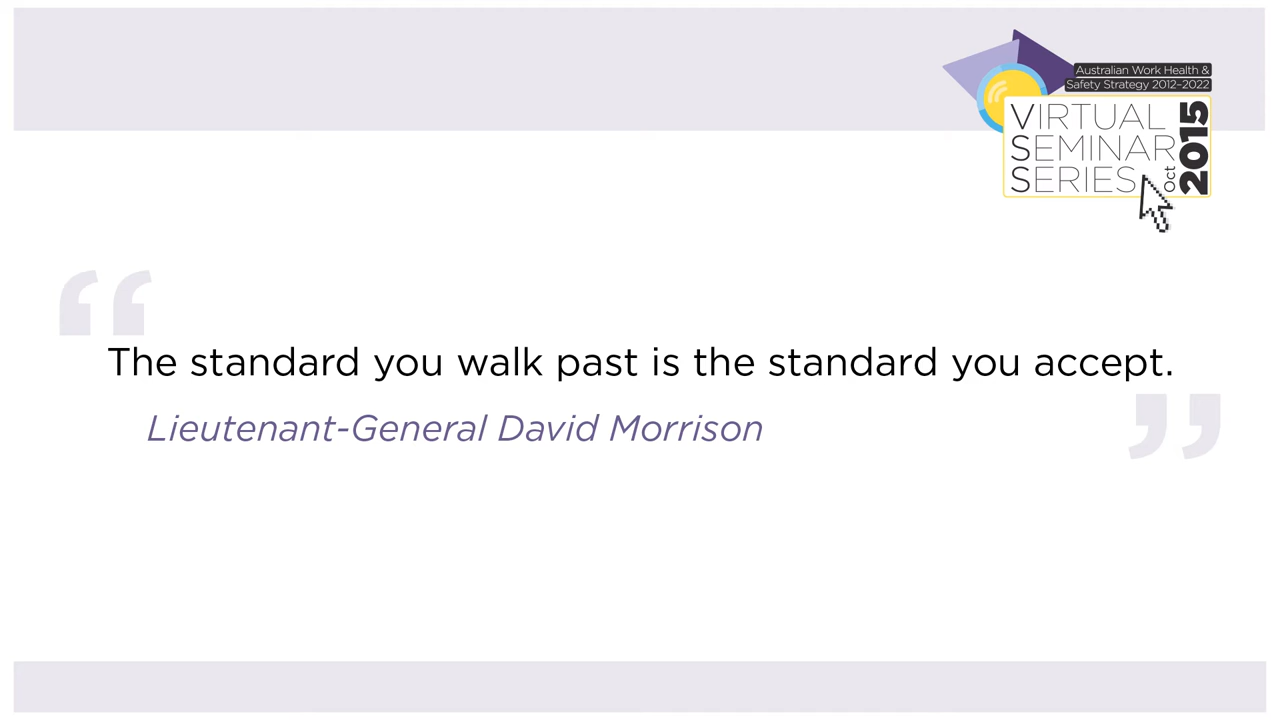 Australian Work Health &
Safety Strategy 2012–2022
VIRTUAL
SEMINAR
SERIES
Oct
2015
“
The standard you walk past is the standard you accept.
Lieutenant-General David Morrison
”